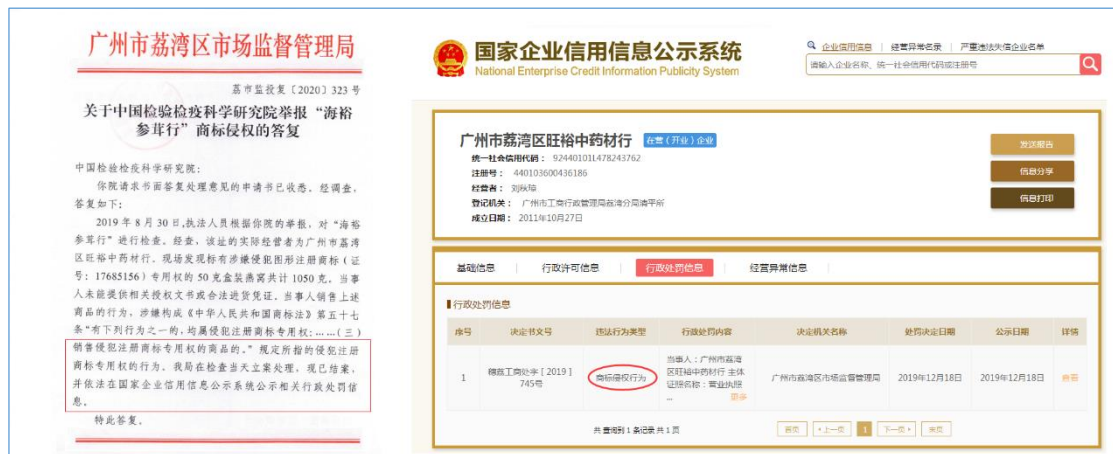 广州市荔湾区市场监督管理局
荔市监投复〔2020〕323号
关于中国检验检疫科学研究院举报“海裕
参茸行”商标侵权的答复
中国检验检疫科学研究院：
你院请求书面答复处理意见的申请书已收悉。经调查，
答复如下：
2019年8月30日,执法人员根据你院的举报，对“海裕
参茸行”进行检查。经查，该址的实际经营者为广州市荔湾
区旺裕中药材行。现场发现标有涉嫌侵犯图形注册商标（证
号：17685156）专用权的50克盒装燕窝共计1050克。当事
人未能提供相关授权文书或合法进货凭证。当事人销售上述
商品的行为，涉嫌构成《中华人民共和国商标法》第五十七
条“有下列行为之一的，均属侵犯注册商标专用权：……（三）
销售侵犯注册商标专用权的商品的。”规定所指的侵犯注册
商标专用权的行为。我局在检查当天立案处理，现已结案，
并依法在国家企业信用信息公示系统公示相关行政处罚信
息。
特此答复。
国家企业信用信息公示系统
National Enterprise Credit Information Publicity System
企业信用信息 | 经营异常名录 | 严重违法失信企业名单
请输入企业名称、统一社会信用代码或注册号
广州市荔湾区旺裕中药材行 在营（开业）企业
统一社会信用代码： 92440101L478243762
注册号： 440103600436186
经营者： 刘秋琼
登记机关： 广州市工商行政管理局荔湾分局清平所
成立日期： 2011年10月27日
发送报告
信息分享
信息打印
基础信息 | 行政许可信息 | 行政处罚信息 | 经营异常信息
行政处罚信息
序号 决定书文号 违法行为类型 行政处罚内容 决定机关名称 处罚决定日期 公示日期 详情
1 穗荔工商处字［2019］745号 商标侵权行为 当事人：广州市荔湾区旺裕中药材行 主体证照名称：营业执照 ... 更多 广州市荔湾区市场监督管理局 2019年12月18日 2019年12月18日 查看
共 查询到 1 条记录 共 1 页 首页 上一页 1 下一页 末页